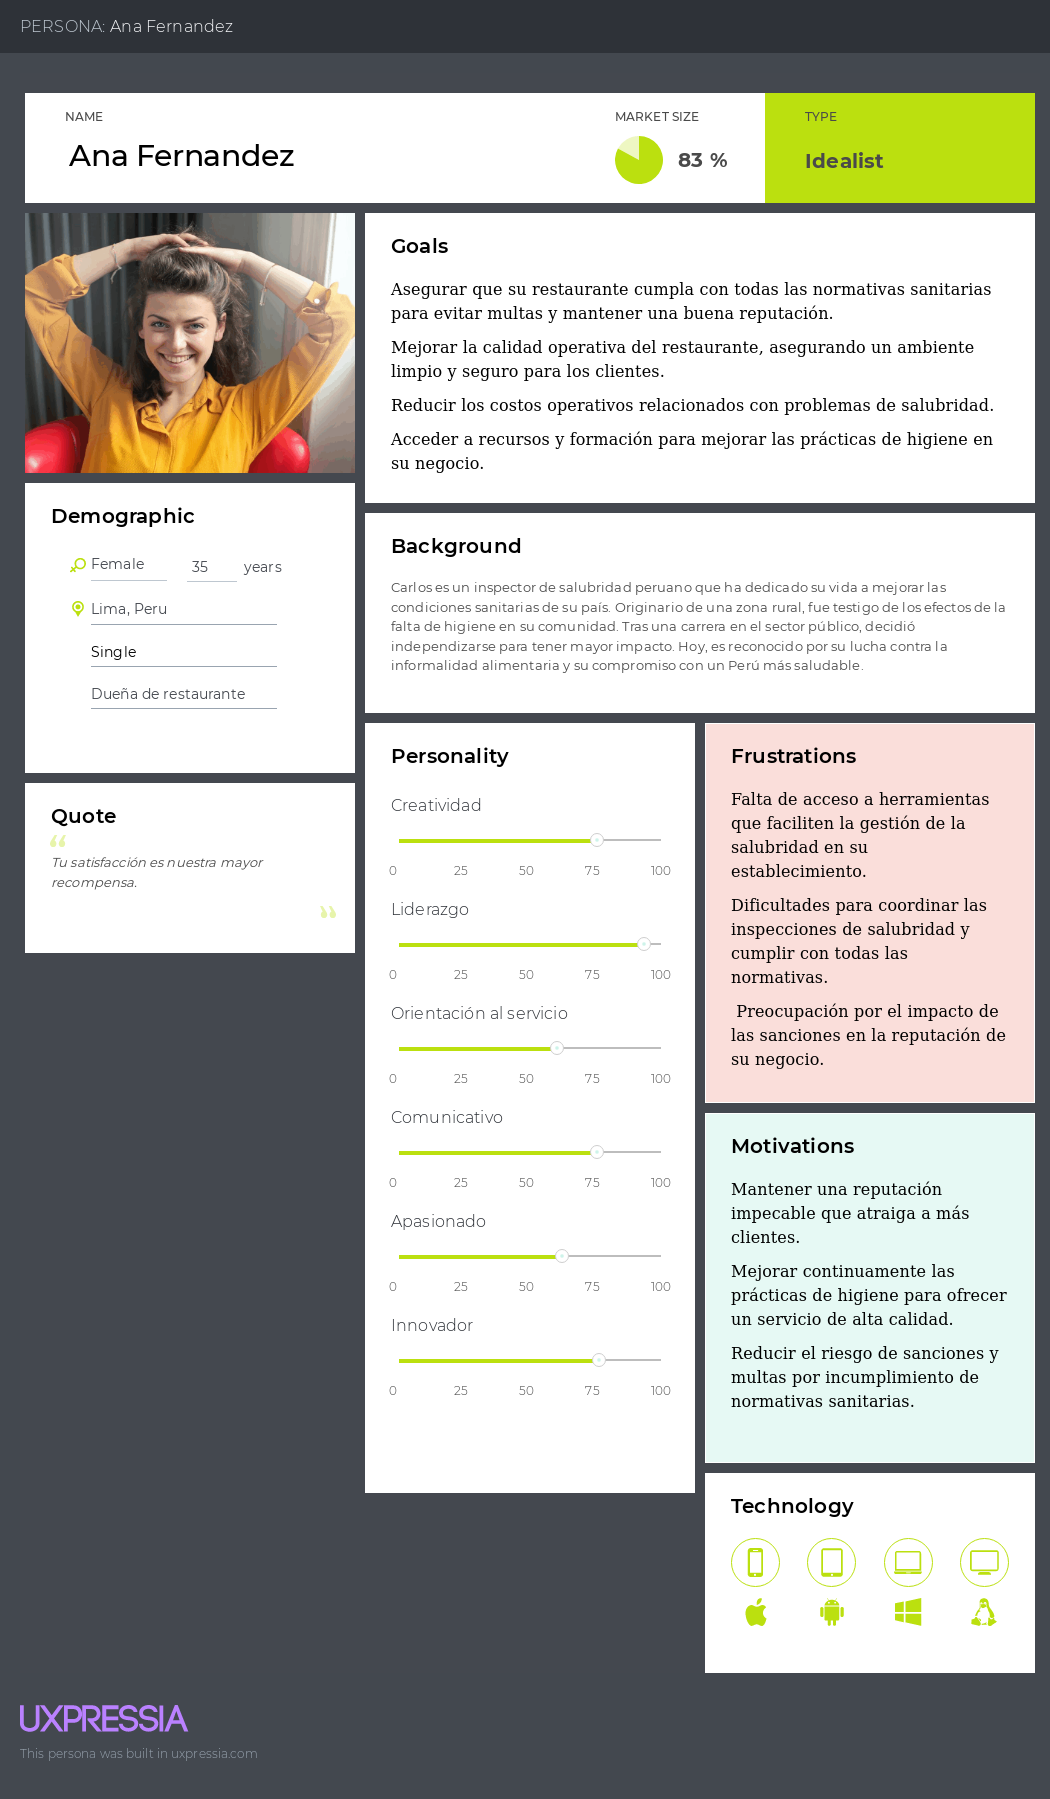 PERSONA: Ana Fernandez
NAME
Ana Fernandez
MARKET SIZE
83 %
TYPE
Idealist
Goals
Asegurar que su restaurante cumpla con todas las normativas sanitarias
para evitar multas y mantener una buena reputación.
Mejorar la calidad operativa del restaurante, asegurando un ambiente
limpio y seguro para los clientes.
Reducir los costos operativos relacionados con problemas de salubridad.
Acceder a recursos y formación para mejorar las prácticas de higiene en
su negocio.
Demographic
Female 35 years
Lima, Peru
Single
Dueña de restaurante
Background
Carlos es un inspector de salubridad peruano que ha dedicado su vida a mejorar las
condiciones sanitarias de su país. Originario de una zona rural, fue testigo de los efectos de la
falta de higiene en su comunidad. Tras una carrera en el sector público, decidió
independizarse para tener mayor impacto. Hoy, es reconocido por su lucha contra la
informalidad alimentaria y su compromiso con un Perú más saludable.
Quote
“
Tu satisfacción es nuestra mayor
recompensa.
”
Personality
Creatividad
0 25 50 75 100
Liderazgo
0 25 50 75 100
Orientación al servicio
0 25 50 75 100
Comunicativo
0 25 50 75 100
Apasionado
0 25 50 75 100
Innovador
0 25 50 75 100
Frustrations
Falta de acceso a herramientas
que faciliten la gestión de la
salubridad en su
establecimiento.
Dificultades para coordinar las
inspecciones de salubridad y
cumplir con todas las
normativas.
Preocupación por el impacto de
las sanciones en la reputación de
su negocio.
Motivations
Mantener una reputación
impecable que atraiga a más
clientes.
Mejorar continuamente las
prácticas de higiene para ofrecer
un servicio de alta calidad.
Reducir el riesgo de sanciones y
multas por incumplimiento de
normativas sanitarias.
Technology
UXPRESSIA
This persona was built in uxpressia.com